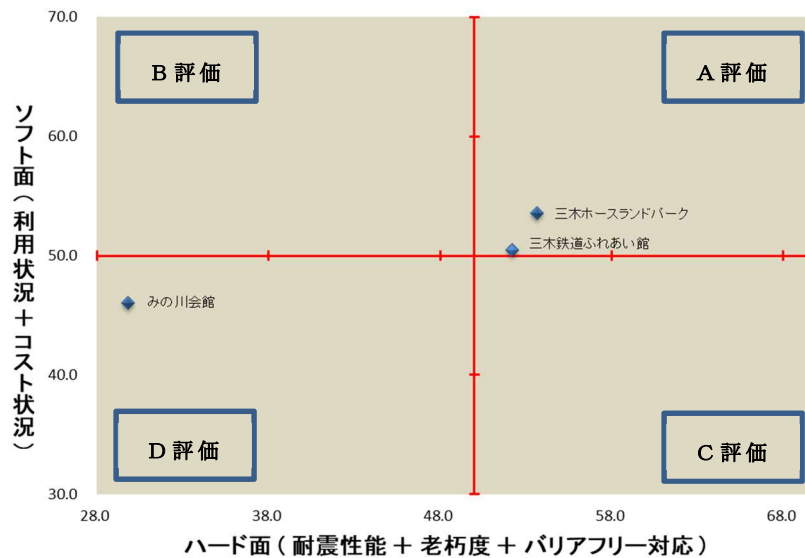 70.0
B 評価
A 評価
60.0
三木ホースランドパーク
三木鉄道ふれあい館
50.0
みの川会館
40.0
D 評価
C 評価
30.0
28.0
38.0
48.0
58.0
68.0
ソフト面(利用状況+コスト状況)
ハード面(耐震性能+老朽度+バリアフリー対応)